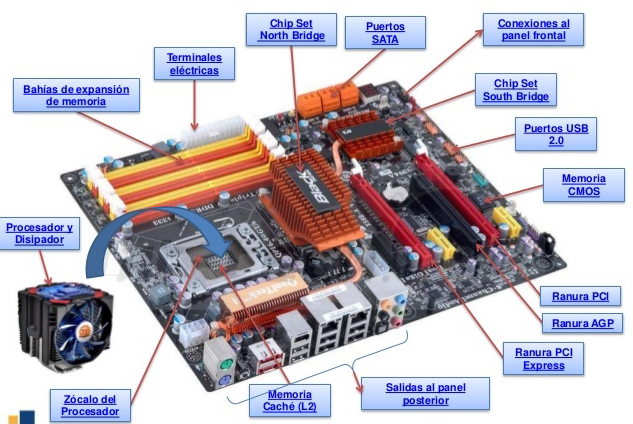 Chip Set
North Bridge
Puertos
SATA
Conexiones al
panel frontal
Terminales
eléctricas
Bahías de expansión
de memoria
Chip Set
South Bridge
Puertos USB
2.0
Memoria
CMOS
Procesador y
Disipador
Black
Ranura PCI
Ranura AGP
Ranura PCI
Express
Zócalo del
Procesador
Memoria
Caché (L2)
Salidas al panel
posterior